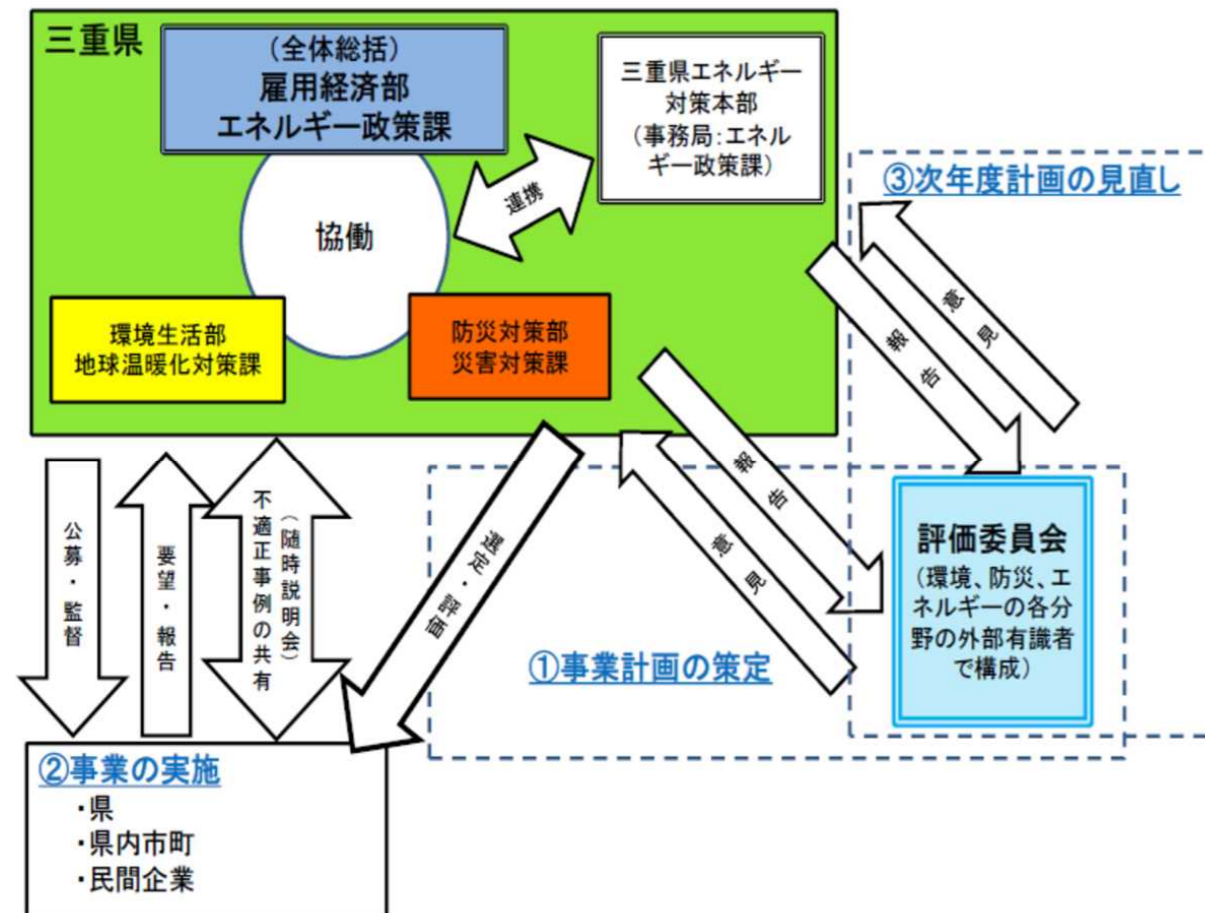 三重県
(全体総括)
雇用経済部
エネルギー政策課
三重県エネルギー
対策本部
(事務局:エネル
ギー政策課)
連携
協働
環境生活部
地球温暖化対策課
防災対策部
災害対策課
③次年度計画の見直し
意見
報告
公募・監督
要望・報告
(随時説明会)
不適正事例の共有
選定・評価
報告
意見
①事業計画の策定
評価委員会
(環境、防災、エ
ネルギーの各分
野の外部有識者
で構成)
②事業の実施
・県
・県内市町
・民間企業